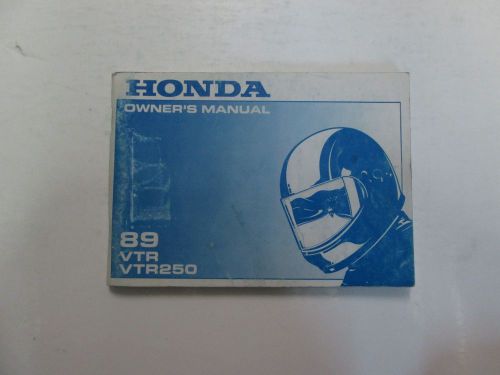 HONDA
OWNER'S MANUAL
89
VTR
VTR250